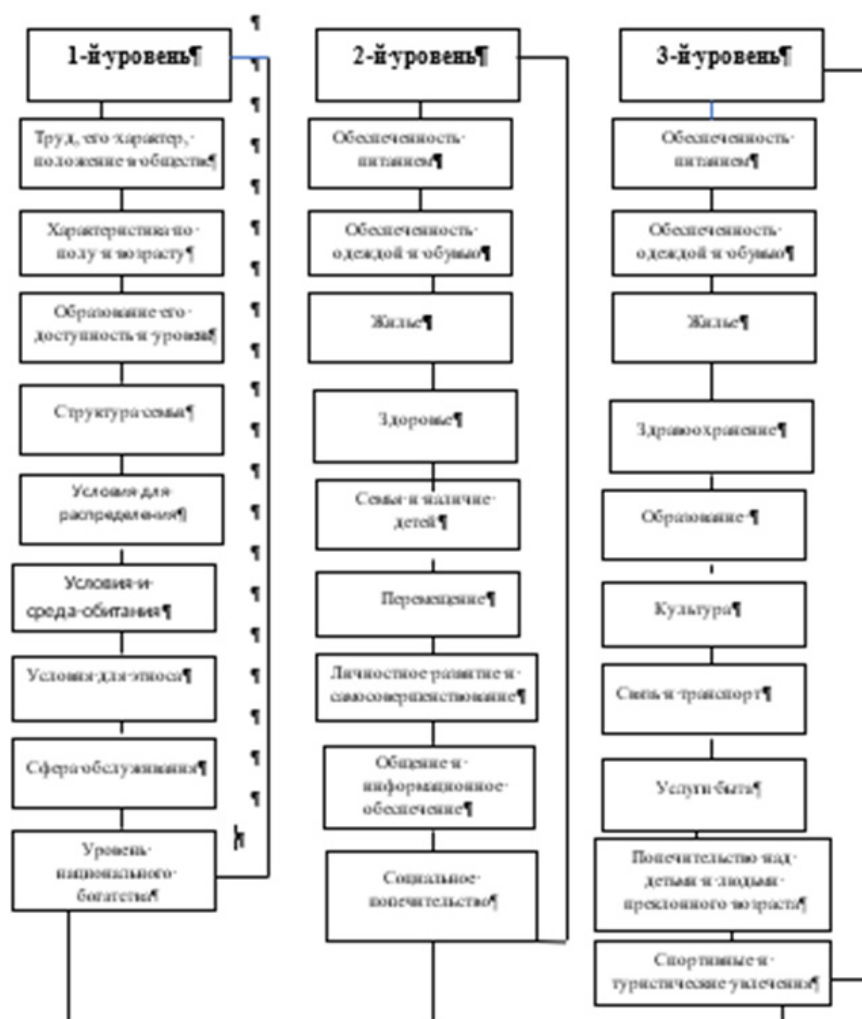 1-й·уровень¶
Труд, его·характер,·
положение·в·обществе¶
Характеристика·по·
полу·и·возрасту¶
Образование·его·
доступность·и·уровень¶
Структура·семьи¶
Условия·для·
распределения¶
Условия·и·
среда·обитания¶
Условия·для·этноса¶
Сфера·обслуживания¶
Уровень·
национального·
богатства¶
2-й·уровень¶
Обеспеченность·
питанием¶
Обеспеченность·
одеждой·и·обувью¶
Жилье¶
Здоровье¶
Семья·и·наличие·
детей¶
Перемещение¶
Личностное·развитие·и·
самосовершенствование¶
Общение·и·
информационное·
обеспечение¶
Социальное·
попечительство¶
3-й·уровень¶
Обеспеченность·
питанием¶
Обеспеченность·
одеждой·и·обувью¶
Жилье¶
Здравоохранение¶
Образование·¶
Культура¶
Связь·и·транспорт¶
Услуги·быта¶
Попечительство·над·
детьми·и·людьми·
преклонного·возраста¶
Спортивные·и·
туристические·увлечения¶